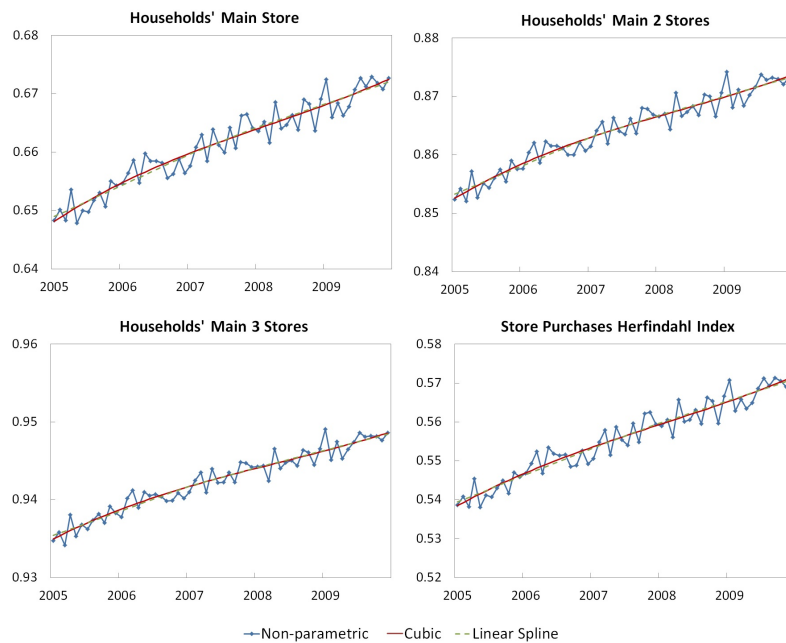 Households' Main Store
0.68
0.67
0.66
0.65
0.64
2005 2006 2007 2008 2009
Households' Main 2 Stores
0.88
0.87
0.86
0.85
0.84
2005 2006 2007 2008 2009
Households' Main 3 Stores
0.96
0.95
0.94
0.93
2005 2006 2007 2008 2009
Store Purchases Herfindahl Index
0.58
0.57
0.56
0.55
0.54
0.53
0.52
2005 2006 2007 2008 2009
Non-parametric Cubic Linear Spline